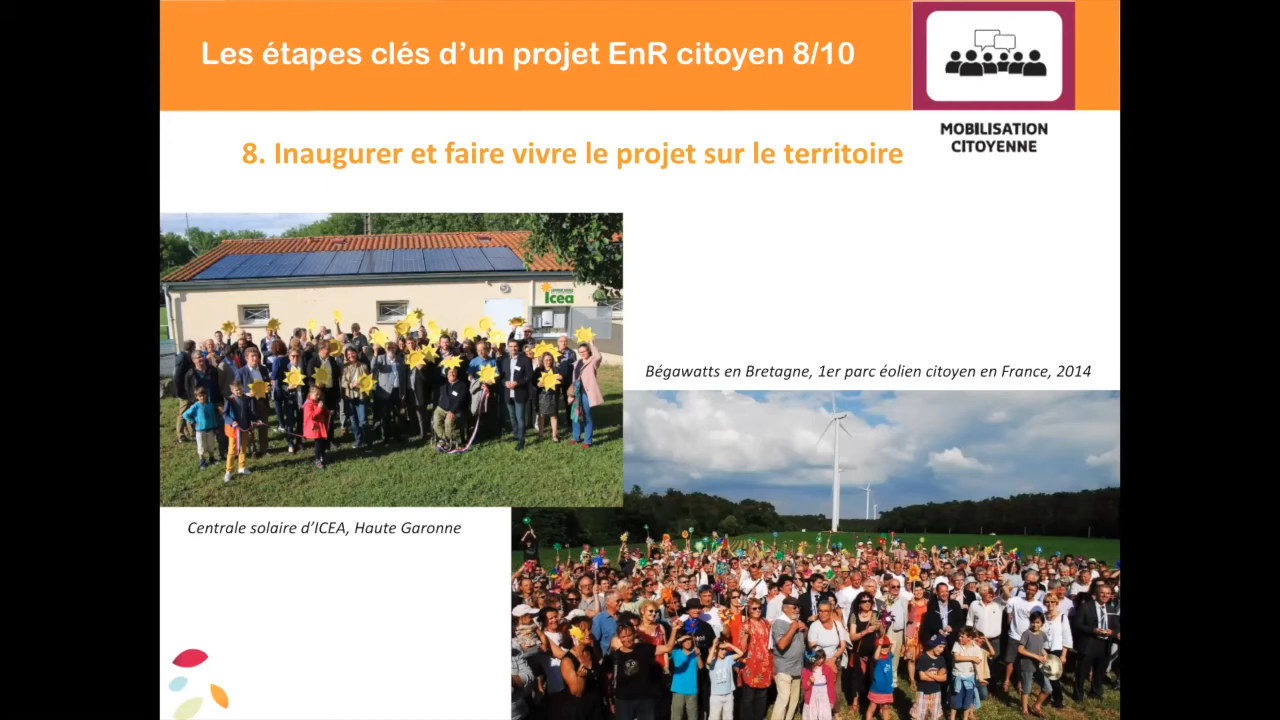 Les étapes clés d’un projet EnR citoyen 8/10
MOBILISATION
CITOYENNE
8. Inaugurer et faire vivre le projet sur le territoire
Icea
Bégawatts en Bretagne, 1er parc éolien citoyen en France, 2014
Centrale solaire d’ICEA, Haute Garonne